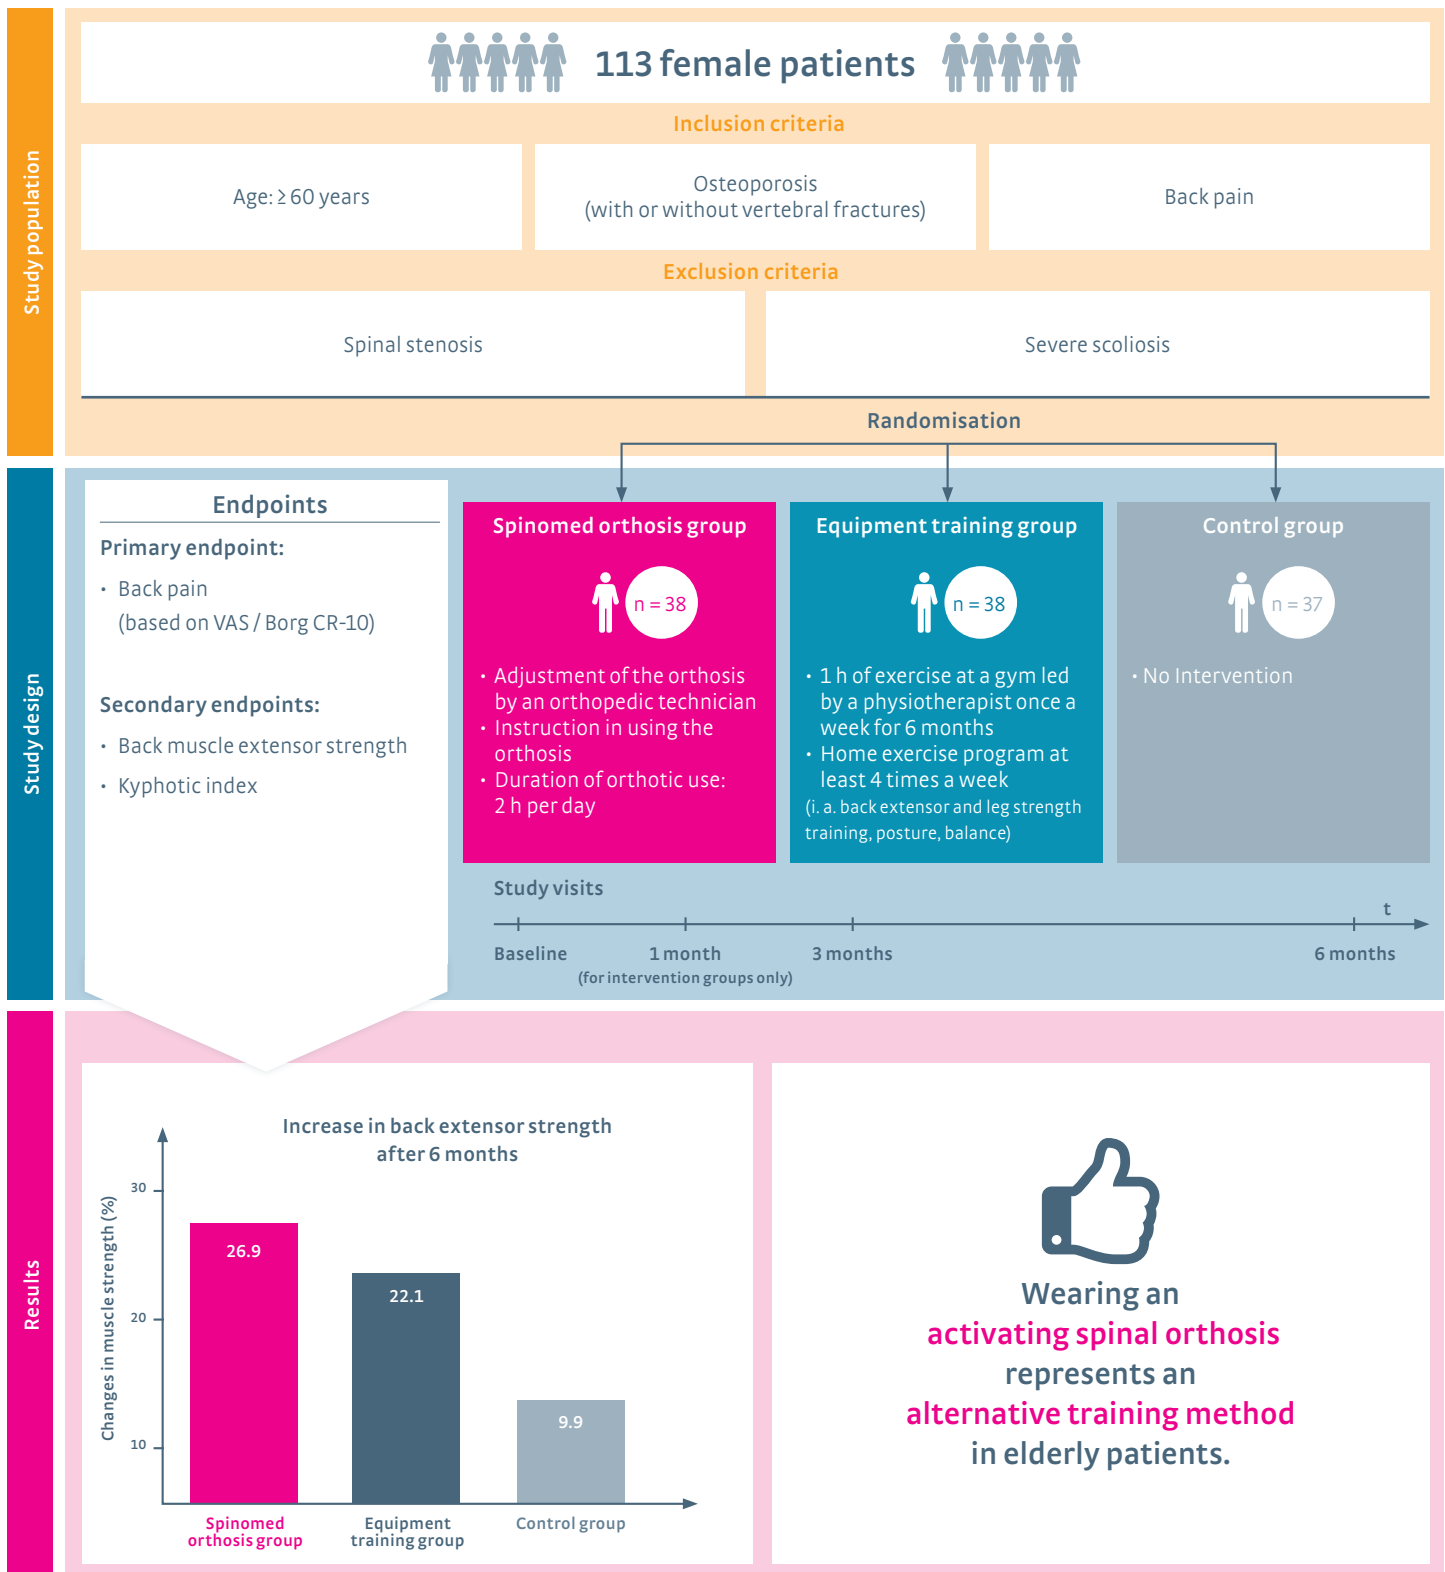 Study population
113 female patients
Inclusion criteria
Age: ≥ 60 years
Osteoporosis
(with or without vertebral fractures)
Back pain
Exclusion criteria
Spinal stenosis
Severe scoliosis
Randomisation
Study design
Endpoints
Primary endpoint:
• Back pain
(based on VAS / Borg CR-10)
Secondary endpoints:
• Back muscle extensor strength
• Kyphotic index
Spinomed orthosis group
n = 38
• Adjustment of the orthosis
by an orthopedic technician
• Instruction in using the
orthosis
• Duration of orthotic use:
2 h per day
Equipment training group
n = 38
• 1 h of exercise at a gym led
by a physiotherapist once a
week for 6 months
• Home exercise program at
least 4 times a week
(i. a. back extensor and leg strength
training, posture, balance)
Control group
n = 37
• No Intervention
Study visits
t
Baseline
1 month
(for intervention groups only)
3 months
6 months
Results
Increase in back extensor strength
after 6 months
Changes in muscle strength (%)
30
20
10
26.9
22.1
9.9
Spinomed
orthosis group
Equipment
training group
Control group
Wearing an
activating spinal orthosis
represents an
alternative training method
in elderly patients.